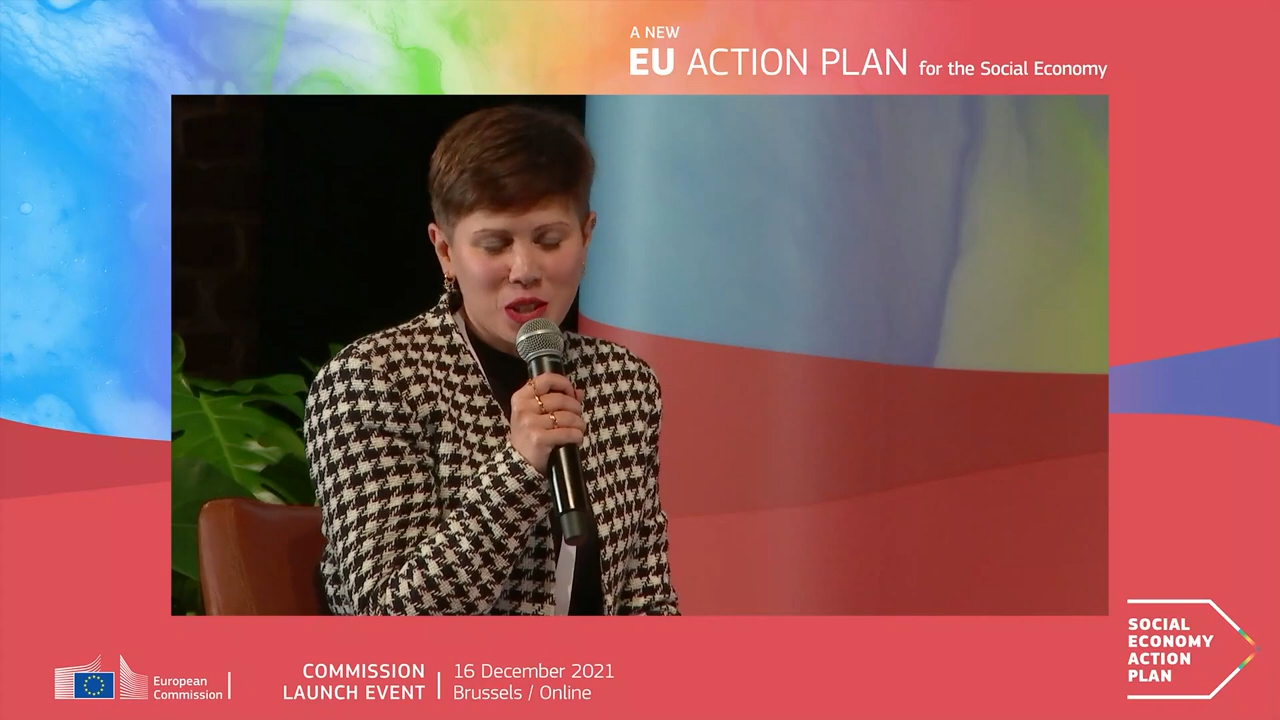 A NEW
EU ACTION PLAN for the Social Economy
SOCIAL
ECONOMY
ACTION
PLAN
European
Commission
COMMISSION
LAUNCH EVENT
16 December 2021
Brussels / Online